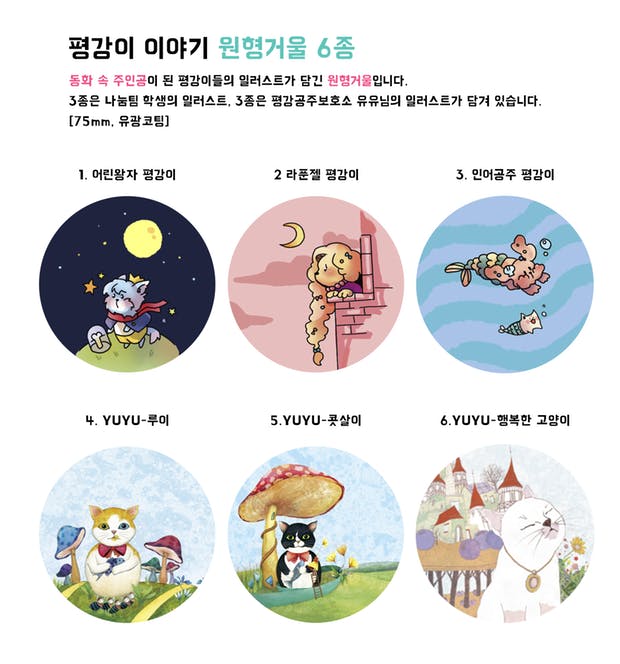 평강이 이야기 원형거울 6종
동화 속 주인공이 된 평강이들의 일러스트가 담긴 원형거울입니다.
3종은 나눔팀 학생의 일러스트, 3종은 평강공주보호소 유유님의 일러스트가 담겨 있습니다.
[75mm, 유광코팅]
1. 어린왕자 평강이
2 라푼젤 평강이
3. 인어공주 평강이
4. YUYU-루이
5.YUYU-콧살이
6.YUYU-행복한 고양이